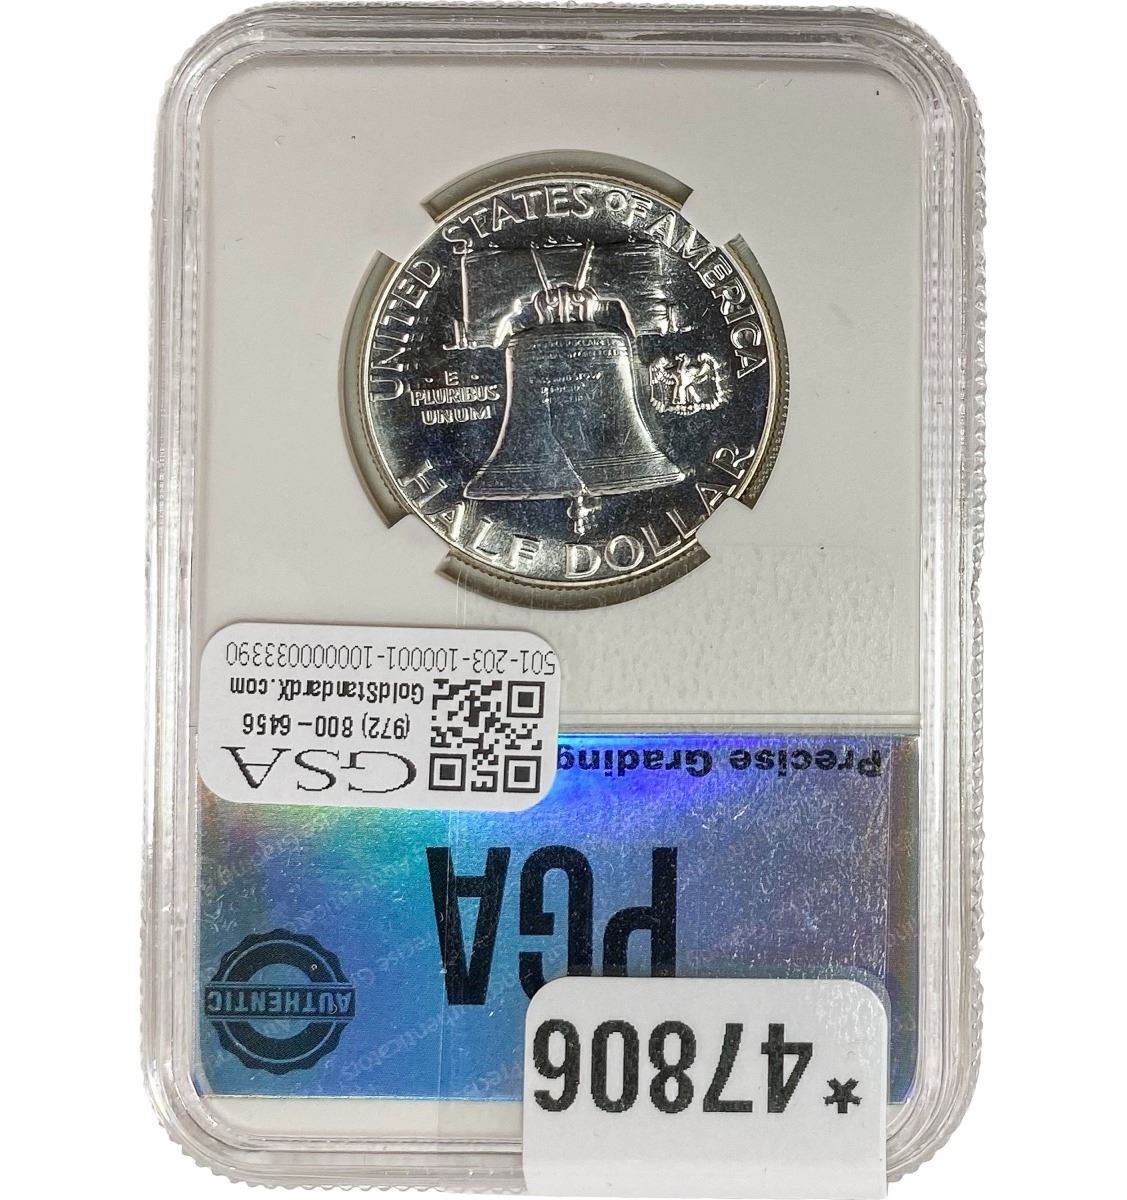 UNITED STATES OF AMERICA
· E ·
PLURIBUS
UNUM
HALF DOLLAR
501-203-100001-100000033390
GoldStandardX.com
(972) 800-6456
GSA
Precise Grading
PGA
AUTHENTIC
*47806